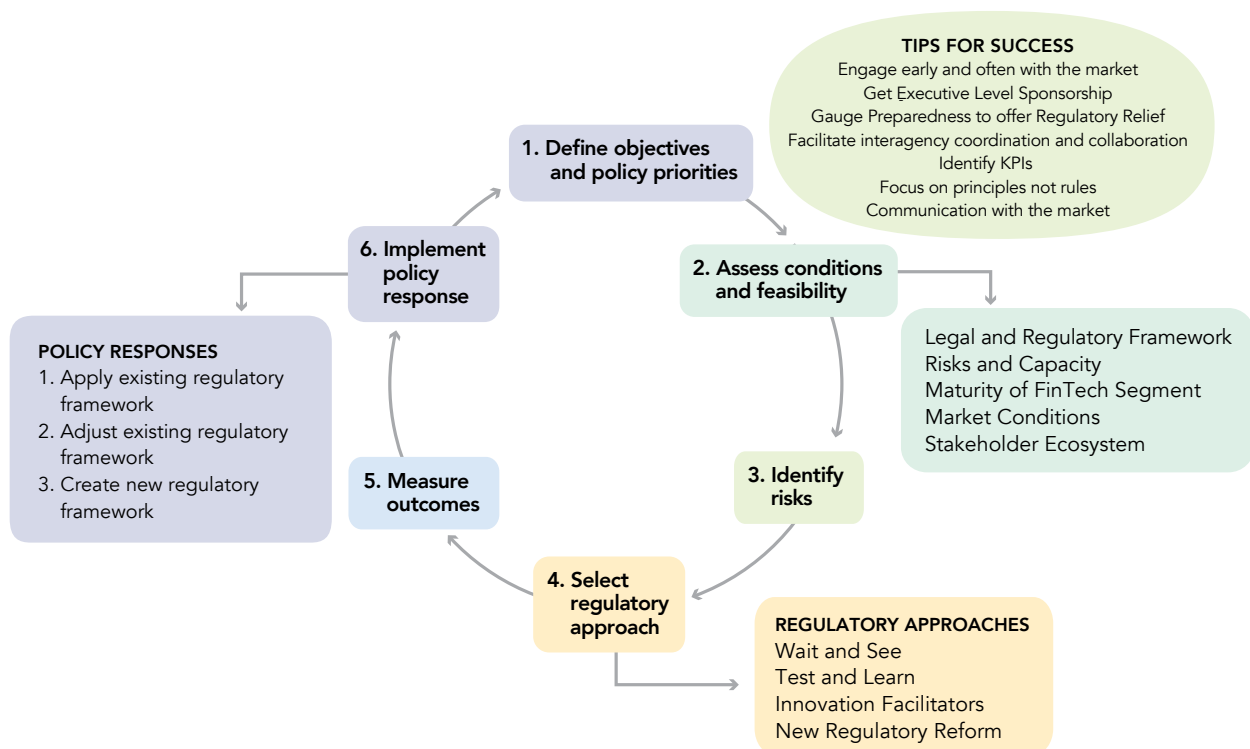 TIPS FOR SUCCESS
Engage early and often with the market
Get Executive Level Sponsorship
Gauge Preparedness to offer Regulatory Relief
Facilitate interagency coordination and collaboration
Identify KPIs
Focus on principles not rules
Communication with the market
1. Define objectives
and policy priorities
2. Assess conditions
and feasibility
Legal and Regulatory Framework
Risks and Capacity
Maturity of FinTech Segment
Market Conditions
Stakeholder Ecosystem
3. Identify
risks
4. Select
regulatory
approach
REGULATORY APPROACHES
Wait and See
Test and Learn
Innovation Facilitators
New Regulatory Reform
5. Measure
outcomes
6. Implement
policy
response
POLICY RESPONSES
1. Apply existing regulatory
framework
2. Adjust existing regulatory
framework
3. Create new regulatory
framework